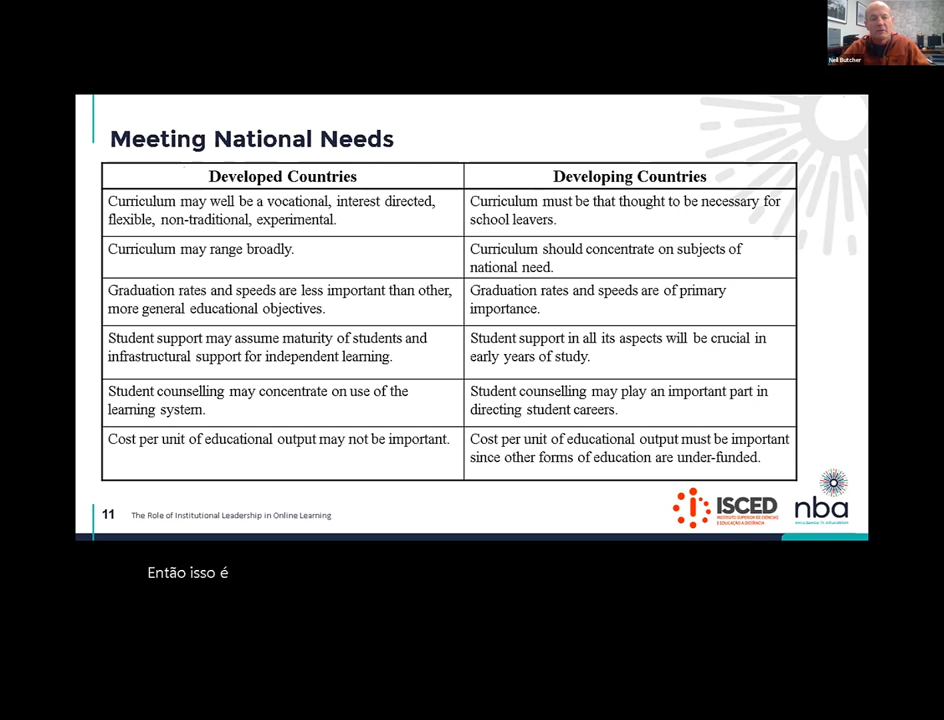 Neil Butcher
Meeting National Needs
Developed Countries
Developing Countries
Curriculum may well be a vocational, interest directed,
flexible, non-traditional, experimental.
Curriculum must be that thought to be necessary for
school leavers.
Curriculum may range broadly.
Curriculum should concentrate on subjects of
national need.
Graduation rates and speeds are less important than other,
more general educational objectives.
Graduation rates and speeds are of primary
importance.
Student support may assume maturity of students and
infrastructural support for independent learning.
Student support in all its aspects will be crucial in
early years of study.
Student counselling may concentrate on use of the
learning system.
Student counselling may play an important part in
directing student careers.
Cost per unit of educational output may not be important.
Cost per unit of educational output must be important
since other forms of education are under-funded.
11
The Role of Institutional Leadership in Online Learning
ISCED
INSTITUTO SUPERIOR DE CIÊNCIAS
E EDUCAÇÃO A DISTÂNCIA
nba
Então isso é